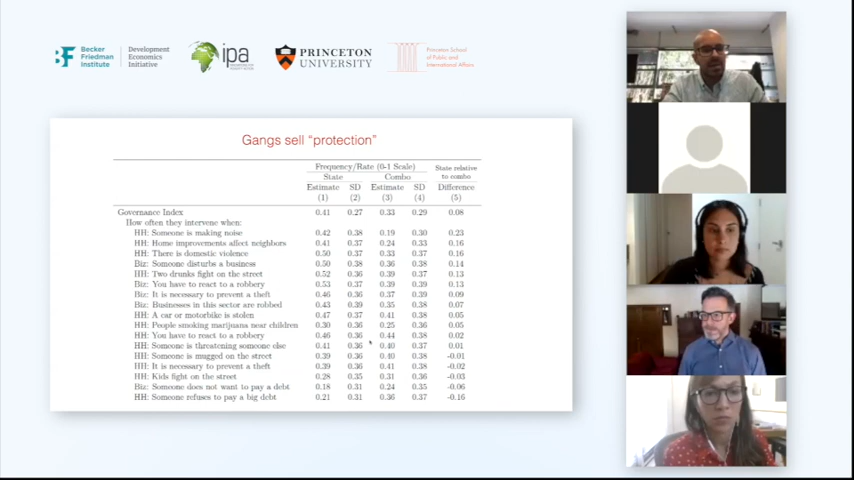 Becker
Friedman
Institute
Development
Economics
Initiative
ipa
PRINCETON
UNIVERSITY
Princeton School
of Public and
International Affairs
Gangs sell "protection"
Frequency/Rate (0-1 Scale) State relative
State Combo to combo
Estimate SD Estimate SD Difference
(1) (2) (3) (4) (5)
Governance Index 0.41 0.27 0.33 0.29 0.08
How often they intervene when:
HH: Someone is making noise 0.42 0.38 0.19 0.30 0.23
HH: Home improvements affect neighbors 0.41 0.37 0.24 0.33 0.16
HH: There is domestic violence 0.50 0.37 0.33 0.37 0.16
Biz: Someone disturbs a business 0.50 0.38 0.36 0.38 0.14
HH: Two drunks fight on the street 0.52 0.36 0.39 0.37 0.13
Biz: You have to react to a robbery 0.53 0.37 0.39 0.39 0.13
Biz: It is necessary to prevent a theft 0.46 0.36 0.37 0.39 0.09
Biz: Businesses in this sector are robbed 0.43 0.39 0.35 0.38 0.07
HH: A car or motorbike is stolen 0.47 0.37 0.41 0.38 0.05
HH: People smoking marijuana near children 0.30 0.36 0.25 0.36 0.05
HH: You have to react to a robbery 0.46 0.36 0.44 0.38 0.02
HH: Someone is threatening someone else 0.41 0.36 0.40 0.37 0.01
HH: Someone is mugged on the street 0.39 0.36 0.40 0.38 -0.01
HH: It is necessary to prevent a theft 0.39 0.36 0.41 0.38 -0.02
HH: Kids fight on the street 0.28 0.35 0.31 0.36 -0.03
Biz: Someone does not want to pay a debt 0.18 0.31 0.24 0.35 -0.06
HH: Someone refuses to pay a big debt 0.21 0.31 0.36 0.37 -0.16